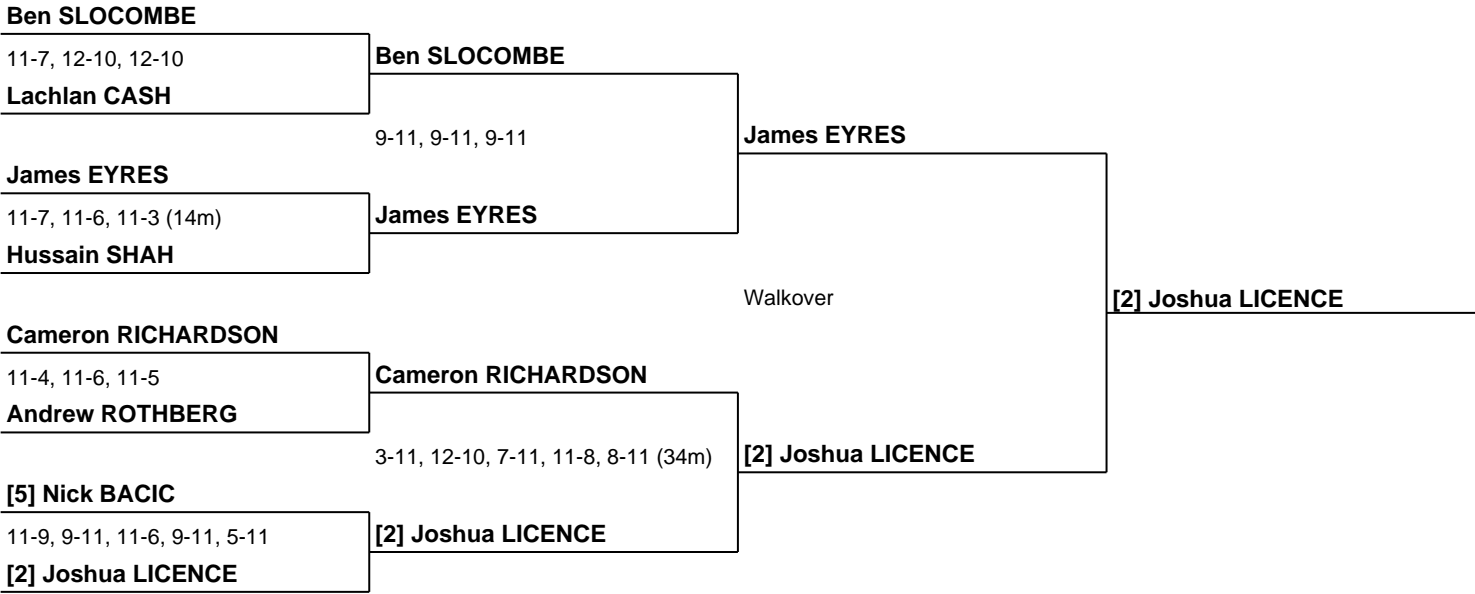 Ben SLOCOMBE
11-7, 12-10, 12-10
Lachlan CASH
James EYRES
11-7, 11-6, 11-3 (14m)
Hussain SHAH
Cameron RICHARDSON
11-4, 11-6, 11-5
Andrew ROTHBERG
[5] Nick BACIC
11-9, 9-11, 11-6, 9-11, 5-11
[2] Joshua LICENCE
Ben SLOCOMBE
9-11, 9-11, 9-11
James EYRES
Cameron RICHARDSON
3-11, 12-10, 7-11, 11-8, 8-11 (34m)
[2] Joshua LICENCE
James EYRES
Walkover
[2] Joshua LICENCE
[2] Joshua LICENCE